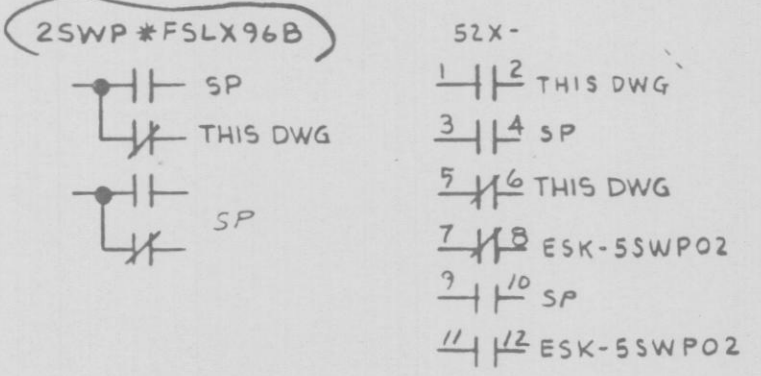 2SWP*FSLX96B
SP
THIS DWG
SP
52X-
1 2 THIS DWG
3 4 SP
5 6 THIS DWG
7 8 ESK-5SWP02
9 10 SP
11 12 ESK-5SWP02